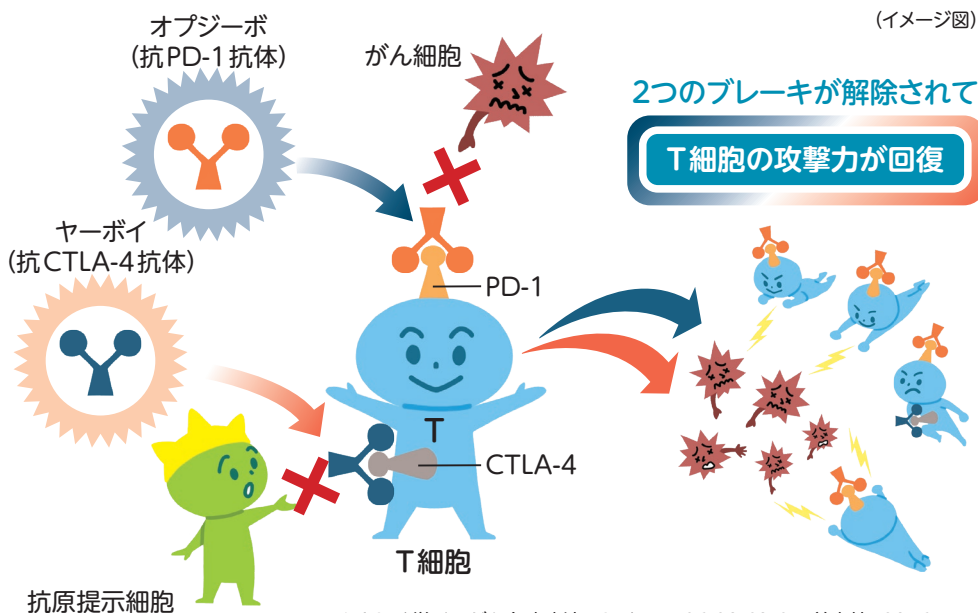 (イメージ図)
オプジーボ
(抗PD-1抗体)
がん細胞
2つのブレーキが解除されて
T細胞の攻撃力が回復
ヤーボイ
(抗CTLA-4抗体)
PD-1
T
CTLA-4
T細胞
抗原提示細胞